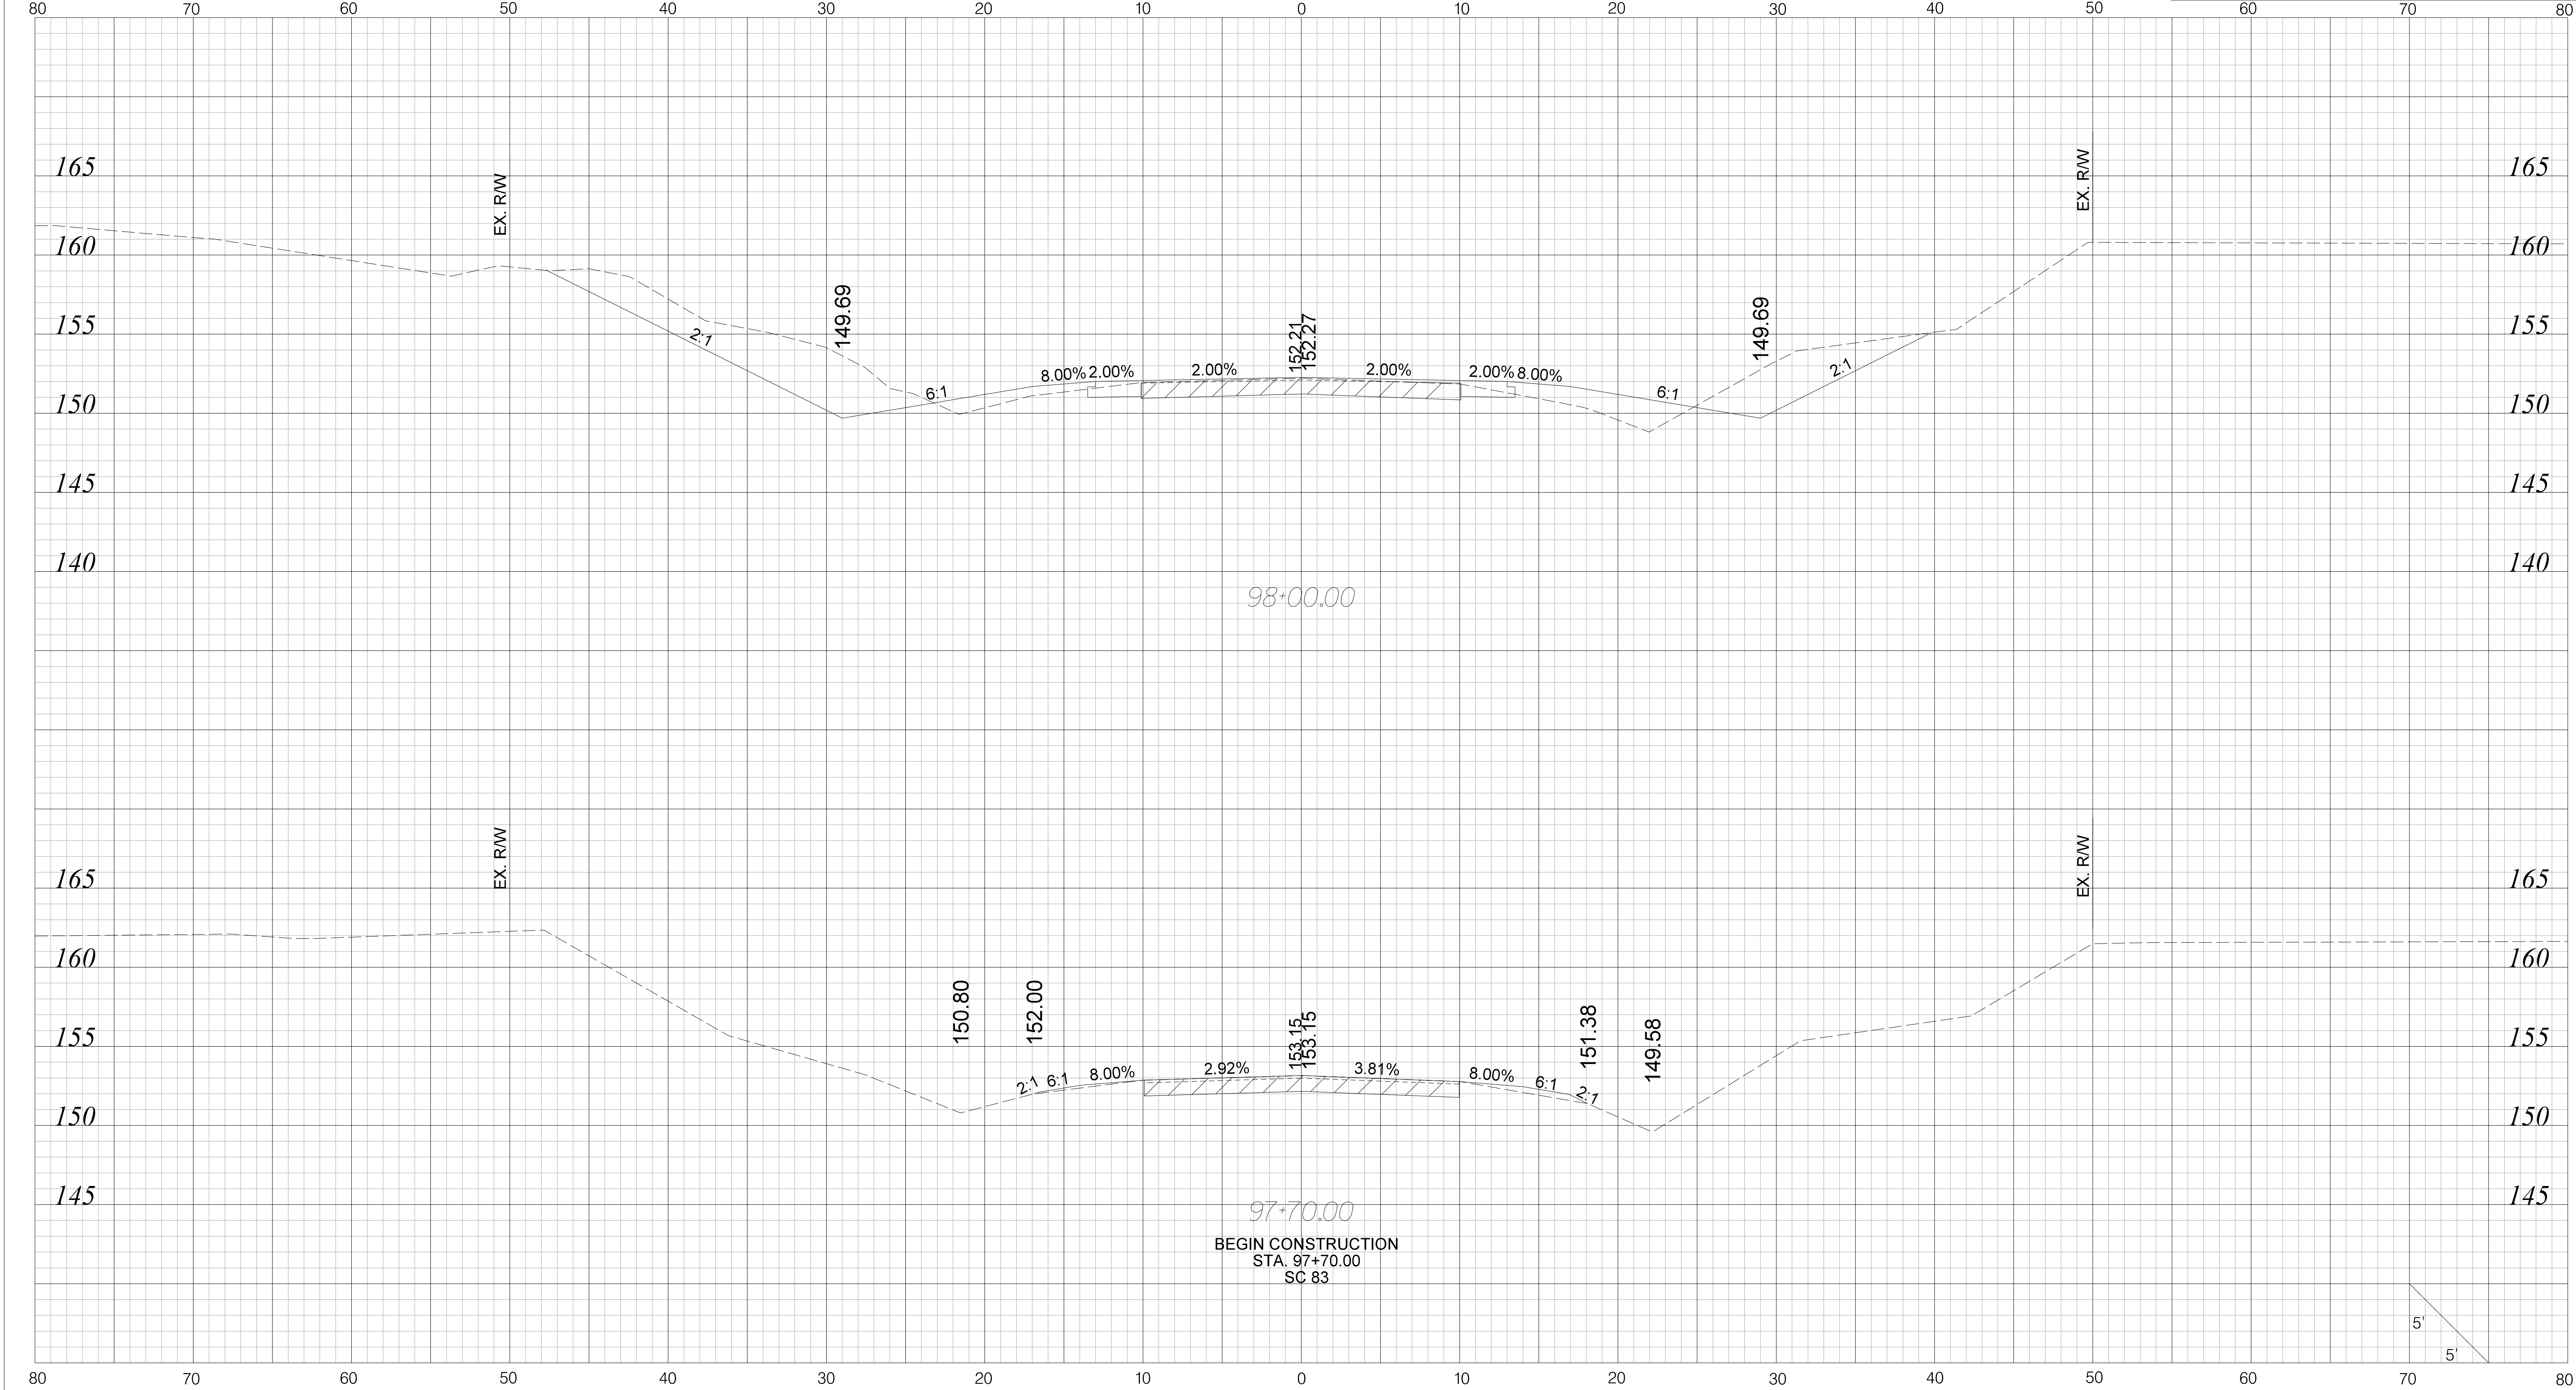 80 70 60 50 40 30 20 10 0 10 20 30 40 50 60 70 80
EX. R/W
EX. R/W
165 165
160 160
149.69
149.69
155 155
152.21
152.27
2:1
6:1
8.00% 2.00% 2.00% 2.00% 2.00% 8.00%
6:1
2:1
150 150
145 145
140 140
98+00.00
EX. R/W
EX. R/W
165 165
160 160
150.80
152.00
153.15
153.15
151.38
149.58
155 155
2:1 6:1 8.00% 2.92% 3.81% 8.00% 6:1 2:1
150 150
145 145
97+70.00
BEGIN CONSTRUCTION
STA. 97+70.00
SC 83
5'
5'
80 70 60 50 40 30 20 10 0 10 20 30 40 50 60 70 80